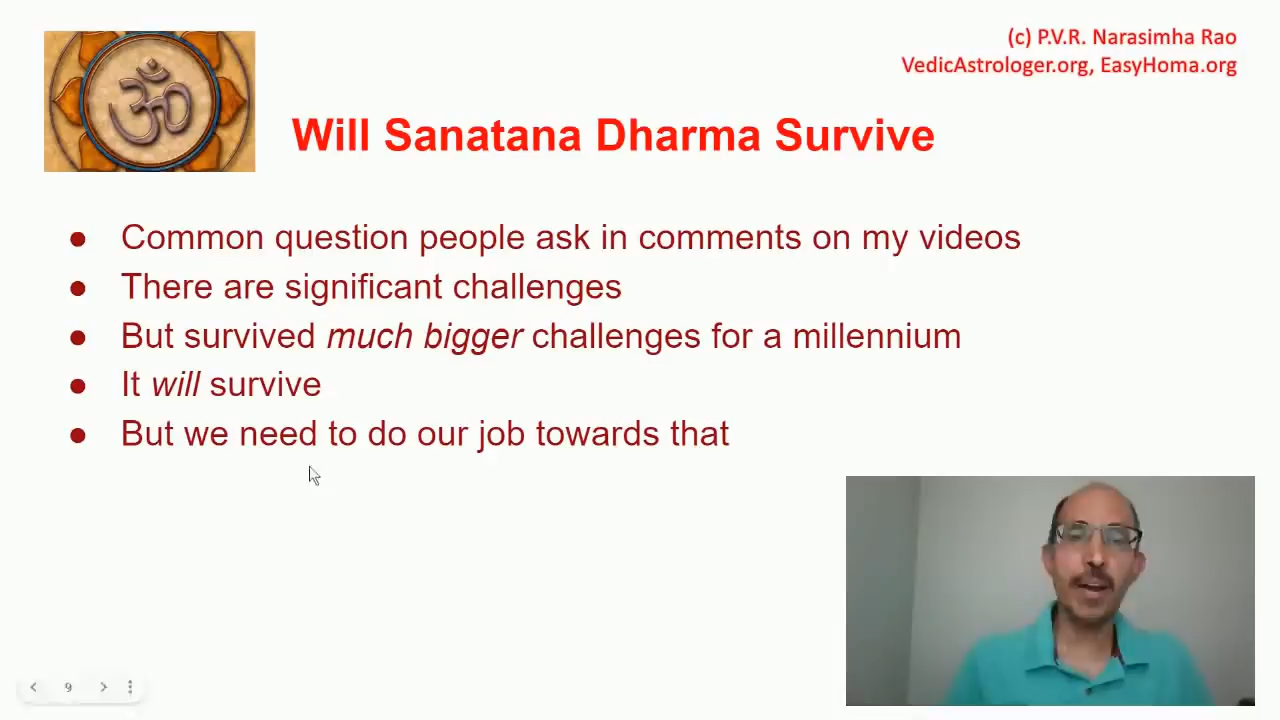 (c) P.V.R. Narasimha Rao
VedicAstrologer.org, EasyHoma.org
ॐ
Will Sanatana Dharma Survive
● Common question people ask in comments on my videos
● There are significant challenges
● But survived much bigger challenges for a millennium
● It will survive
● But we need to do our job towards that
9